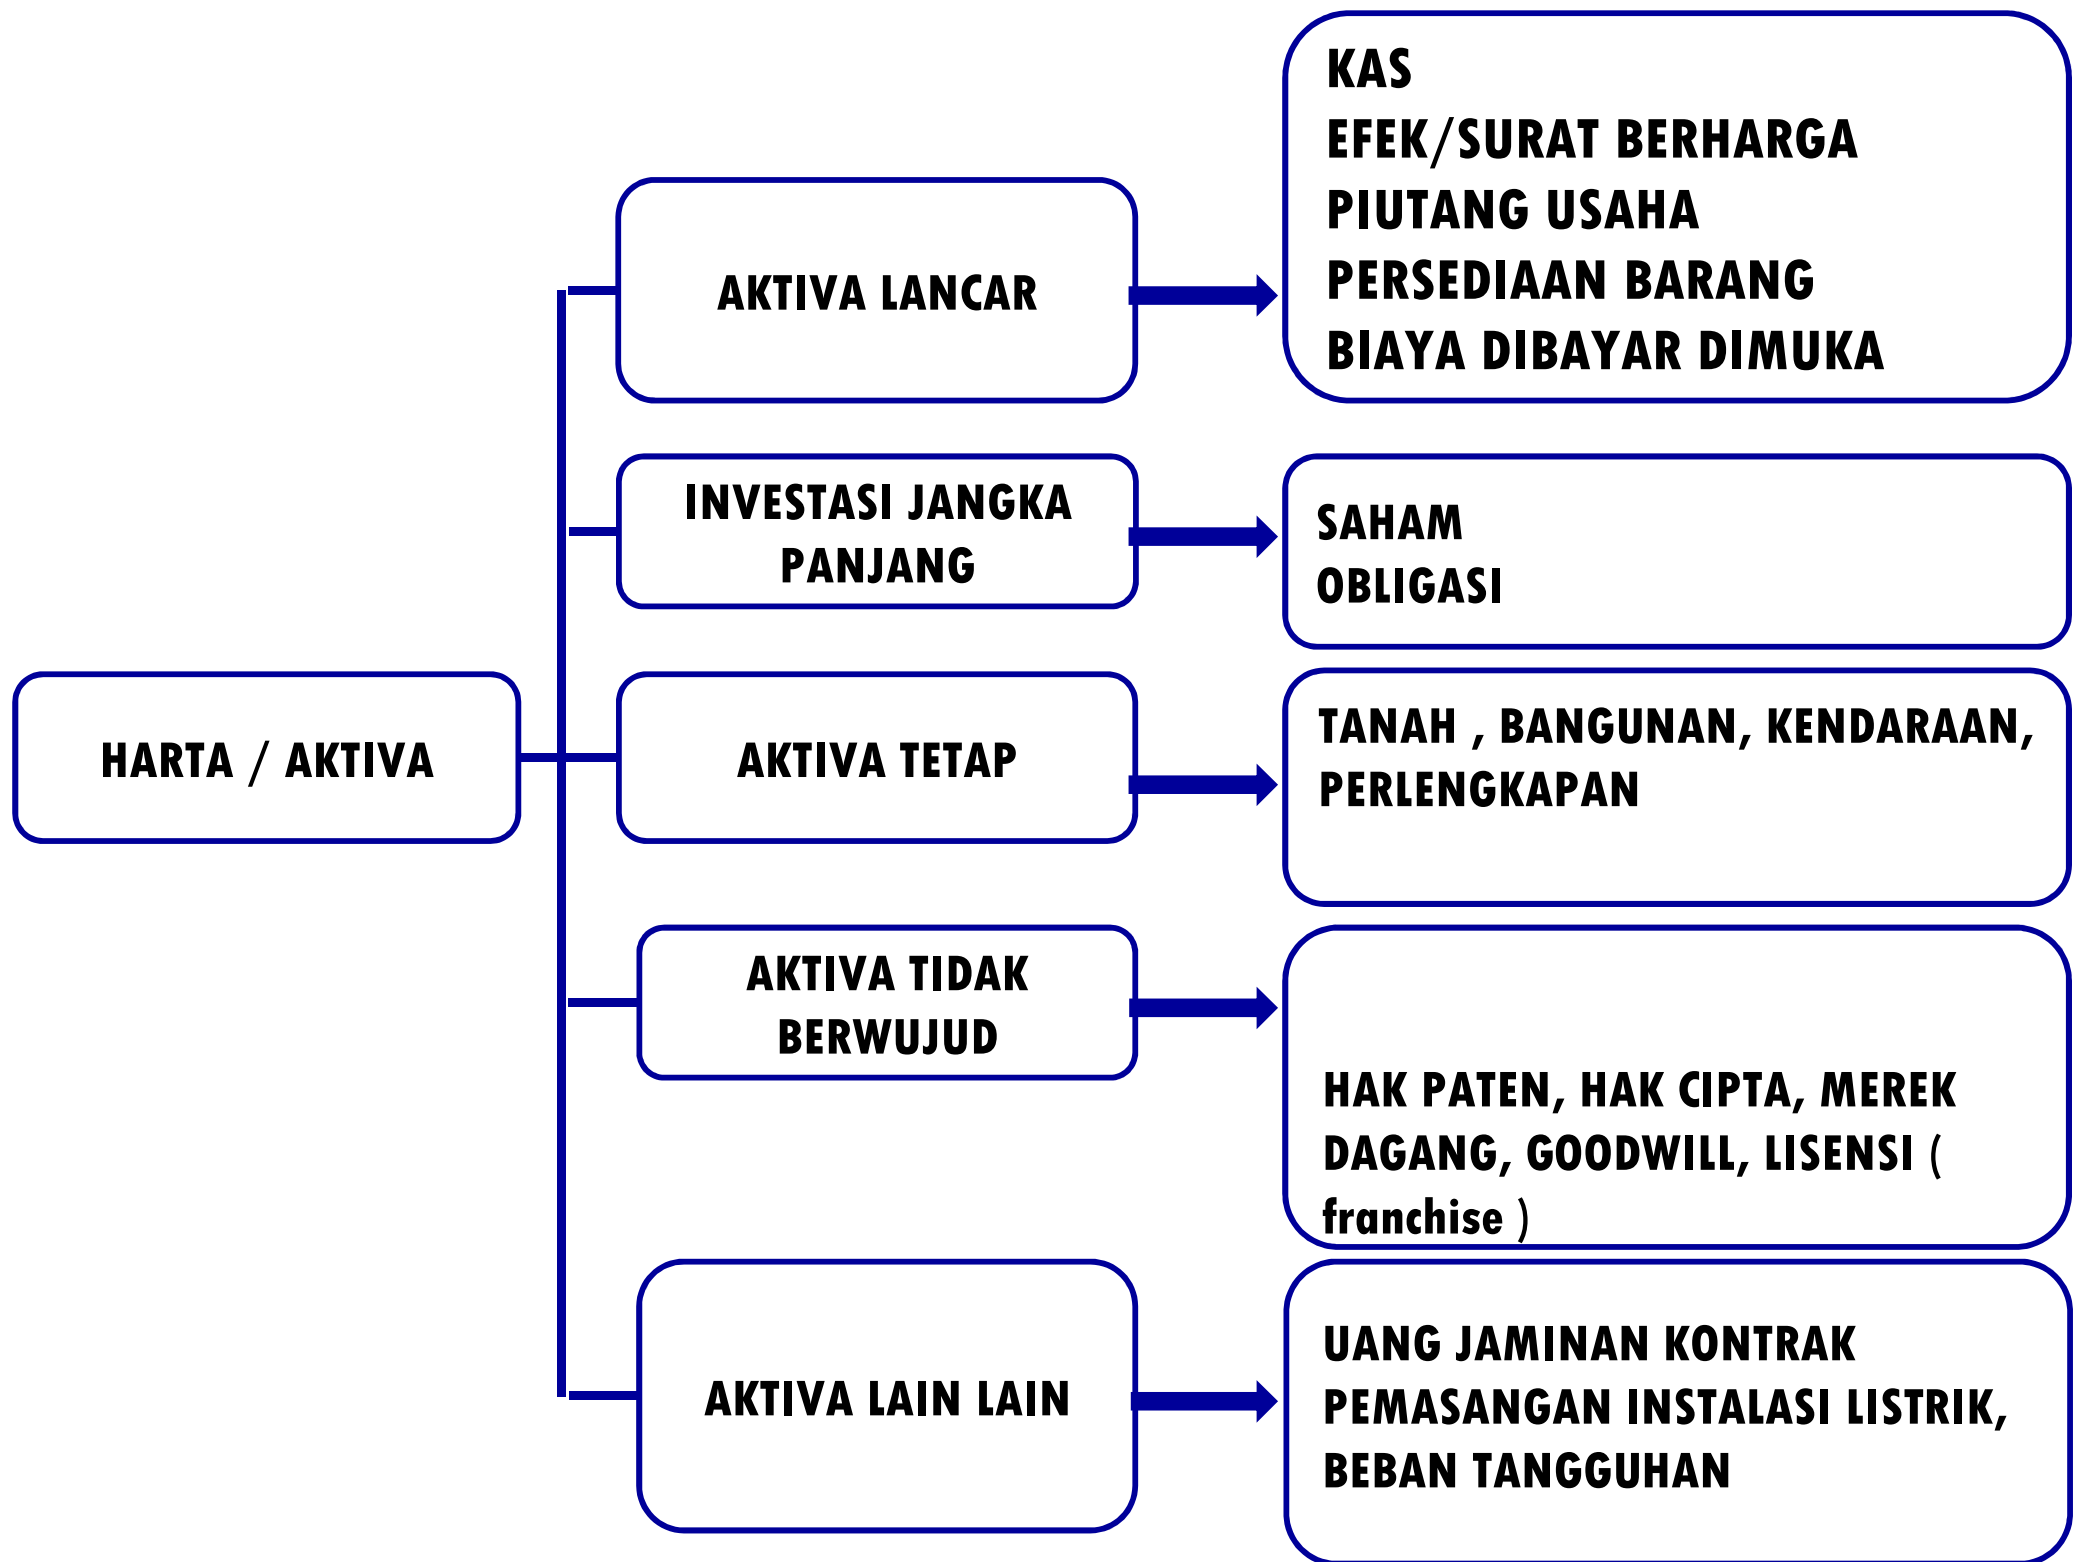 HARTA / AKTIVA
AKTIVA LANCAR
KAS
EFEK/SURAT BERHARGA
PIUTANG USAHA
PERSEDIAAN BARANG
BIAYA DIBAYAR DIMUKA
INVESTASI JANGKA
PANJANG
SAHAM
OBLIGASI
AKTIVA TETAP
TANAH , BANGUNAN, KENDARAAN,
PERLENGKAPAN
AKTIVA TIDAK
BERWUJUD
HAK PATEN, HAK CIPTA, MEREK
DAGANG, GOODWILL, LISENSI (
franchise )
AKTIVA LAIN LAIN
UANG JAMINAN KONTRAK
PEMASANGAN INSTALASI LISTRIK,
BEBAN TANGGUHAN